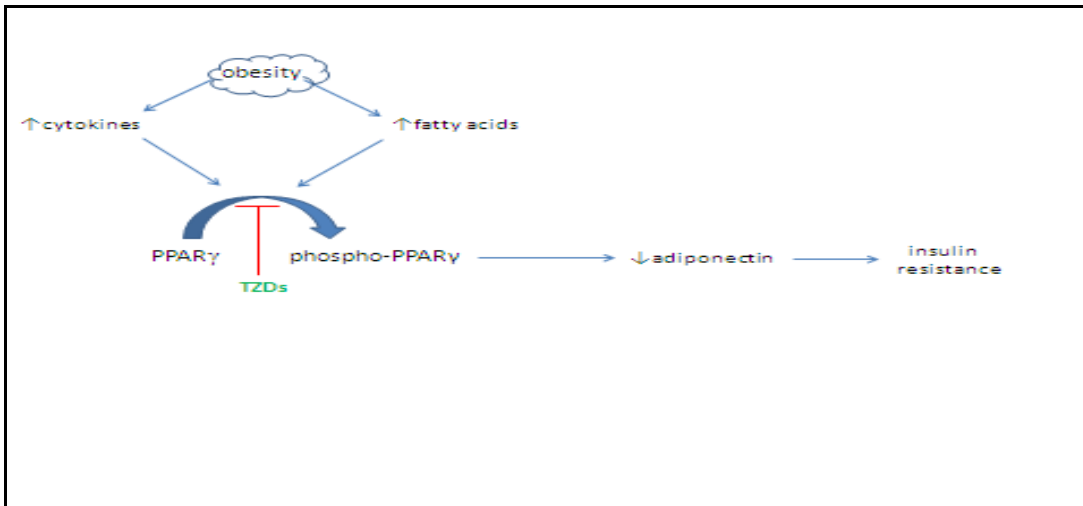 obesity
↑cytokines
↑fatty acids
PPARγ
phospho-PPARγ
↓adiponectin
insulin
resistance
TZDs